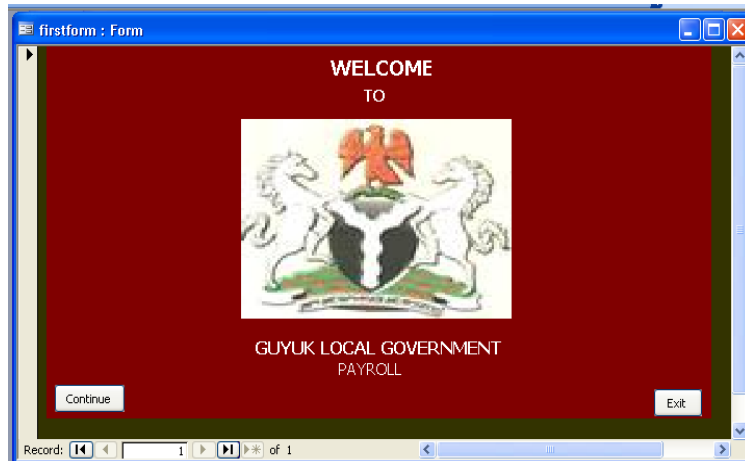 firstform : Form
WELCOME
TO
GUYUK LOCAL GOVERNMENT
PAYROLL
Continue
Exit
Record: 1 of 1